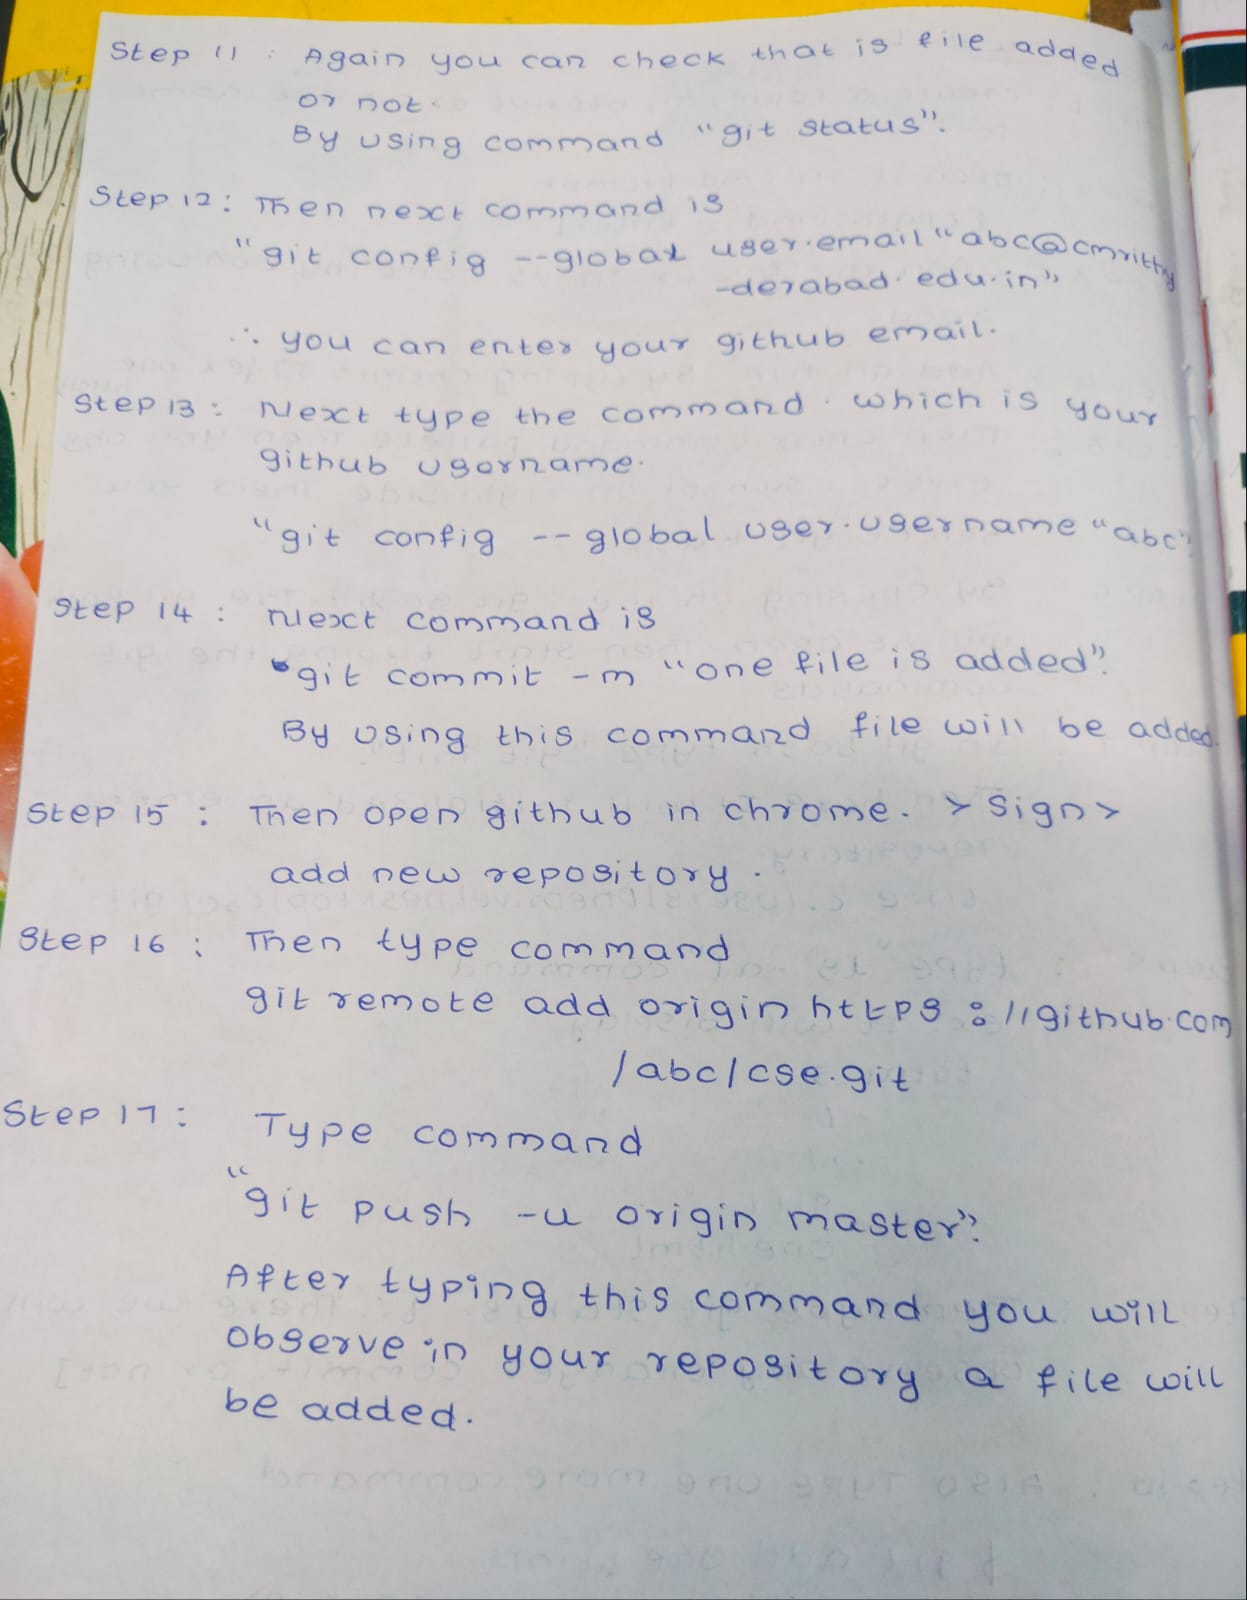 Step 11 : Again you can check that is file added
or not.
By using command "git status".
Step 12 : Then next command is
"git config --global user.email "abc@cmrithy
-derabad.edu.in"
∴ you can enter your github email.
Step 13 : Next type the command. which is your
github username.
"git config --global user.username "abc"
Step 14 : Next command is
"git commit -m "one file is added".
By using this command file will be added.
Step 15 : Then open github in chrome. > Sign >
add new repository.
Step 16 : Then type command
git remote add origin https://github.com
/abc/cse.git
Step 17 : Type command
"git push -u origin master".
After typing this command you will
observe in your repository a file will
be added.